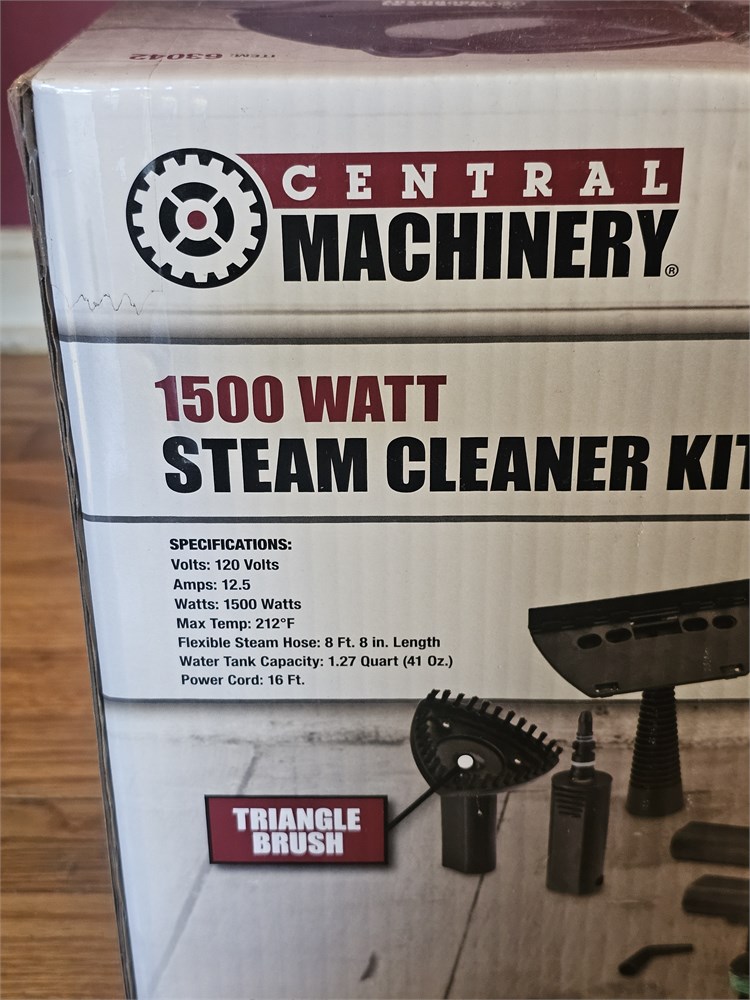 ITEM: 63042
CENTRAL
MACHINERY®
1500 WATT
STEAM CLEANER KIT
SPECIFICATIONS:
Volts: 120 Volts
Amps: 12.5
Watts: 1500 Watts
Max Temp: 212°F
Flexible Steam Hose: 8 Ft. 8 in. Length
Water Tank Capacity: 1.27 Quart (41 Oz.)
Power Cord: 16 Ft.
TRIANGLE
BRUSH